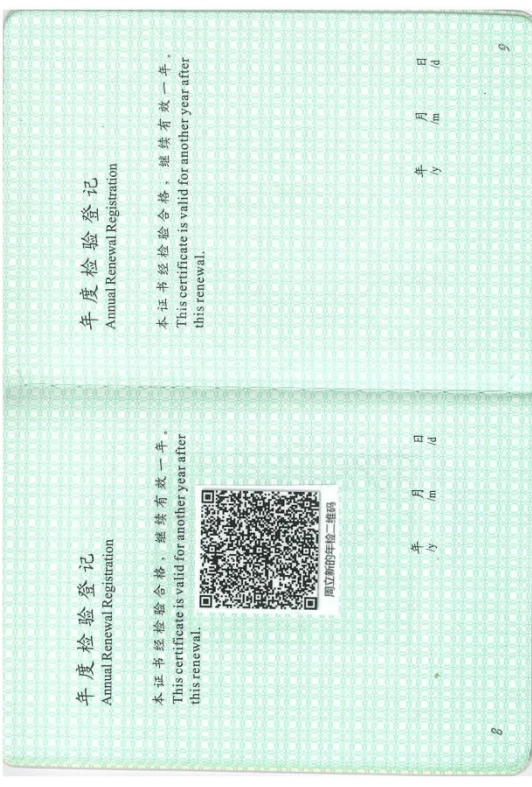 年度检验登记
Annual Renewal Registration
本证书经检验合格，继续有效一年。
This certificate is valid for another year after
this renewal.
周立新的年检二维码
年 月 日
/y /m /d
8
年度检验登记
Annual Renewal Registration
本证书经检验合格，继续有效一年。
This certificate is valid for another year after
this renewal.
年 月 日
/y /m /d
9